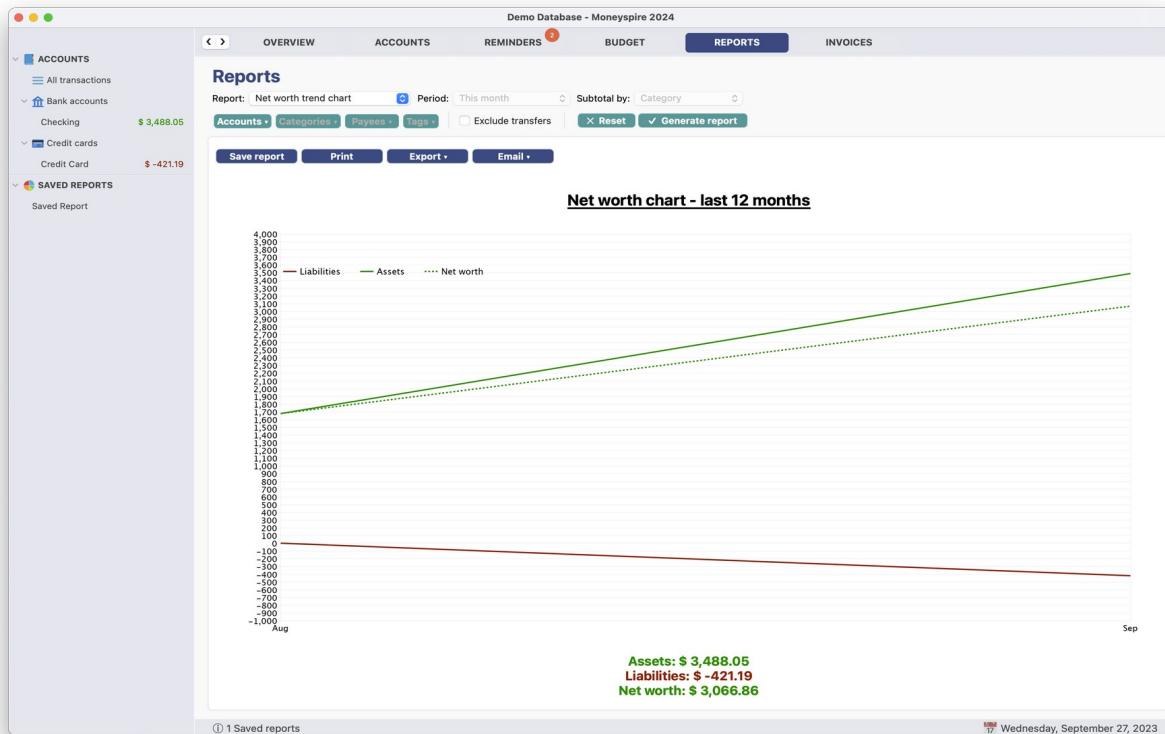 Demo Database - Moneyspire 2024
OVERVIEW ACCOUNTS REMINDERS 2 BUDGET REPORTS INVOICES
ACCOUNTS
All transactions
Bank accounts
Checking $ 3,488.05
Credit cards
Credit Card $ -421.19
SAVED REPORTS
Saved Report
Reports
Report: Net worth trend chart Period: This month Subtotal by: Category
Accounts Categories Payees Tags Exclude transfers Reset Generate report
Save report Print Export Email
Net worth chart - last 12 months
4,000
3,900
3,800
3,700
3,600
3,500
3,400
3,300
3,200
3,100
3,000
2,900
2,800
2,700
2,600
2,500
2,400
2,300
2,200
2,100
2,000
1,900
1,800
1,700
1,600
1,500
1,400
1,300
1,200
1,100
1,000
900
800
700
600
500
400
300
200
100
0
-100
-200
-300
-400
-500
-600
-700
-800
-900
-1,000
Liabilities Assets Net worth
Aug Sep
Assets: $ 3,488.05
Liabilities: $ -421.19
Net worth: $ 3,066.86
1 Saved reports
17 Wednesday, September 27, 2023